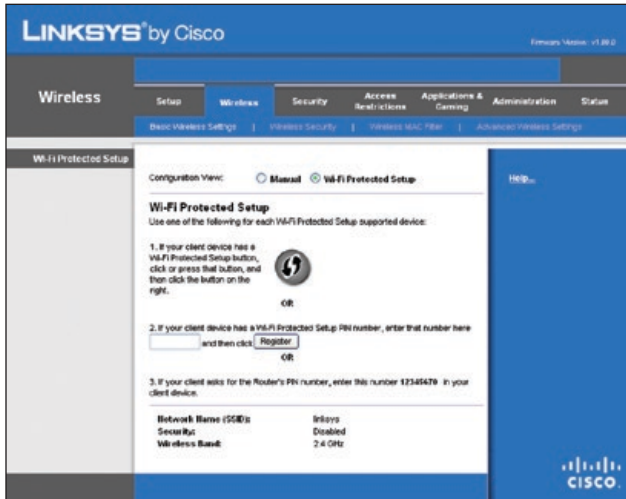 LINKSYS® by Cisco
Firmware Version: v1.00.0
Wireless
Setup
Wireless
Security
Access Restrictions
Applications & Gaming
Administration
Status
Basic Wireless Settings | Wireless Security | Wireless MAC Filter | Advanced Wireless Settings
Wi-Fi Protected Setup
Configuration View: Manual Wi-Fi Protected Setup
Help...
Wi-Fi Protected Setup
Use one of the following for each Wi-Fi Protected Setup supported device:
1. If your client device has a
Wi-Fi Protected Setup button,
click or press that button, and
then click the button on the
right.
OR
2. If your client device has a Wi-Fi Protected Setup PIN number, enter that number here
and then click Register
OR
3. If your client asks for the Router's PIN number, enter this number 12345670 in your
client device.
Network Name (SSID): linksys
Security: Disabled
Wireless Band: 2.4 GHz
CISCO.